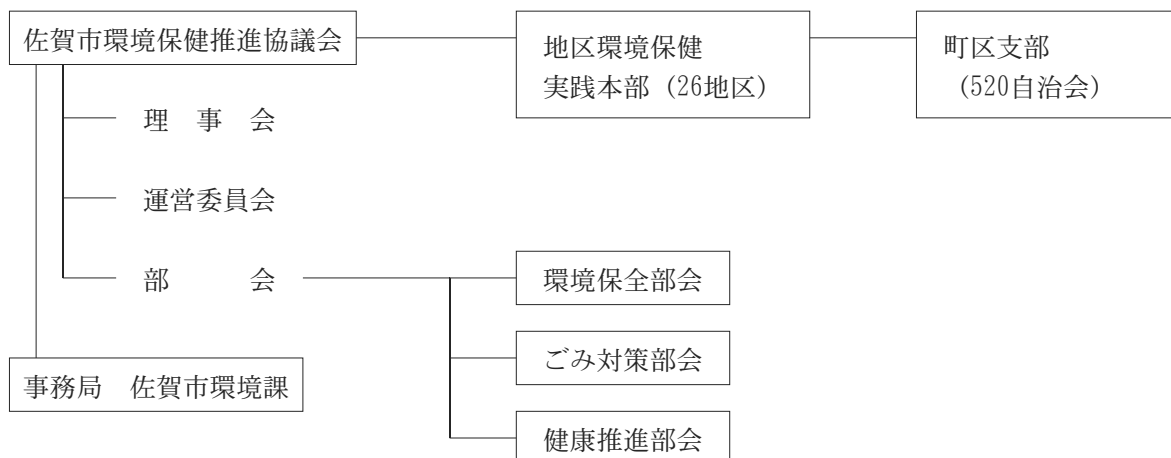 佐賀市環境保健推進協議会
地区環境保健
実践本部（26地区）
町区支部
（520自治会）
理　事　会
運営委員会
部　　　会
環境保全部会
ごみ対策部会
健康推進部会
事務局　佐賀市環境課